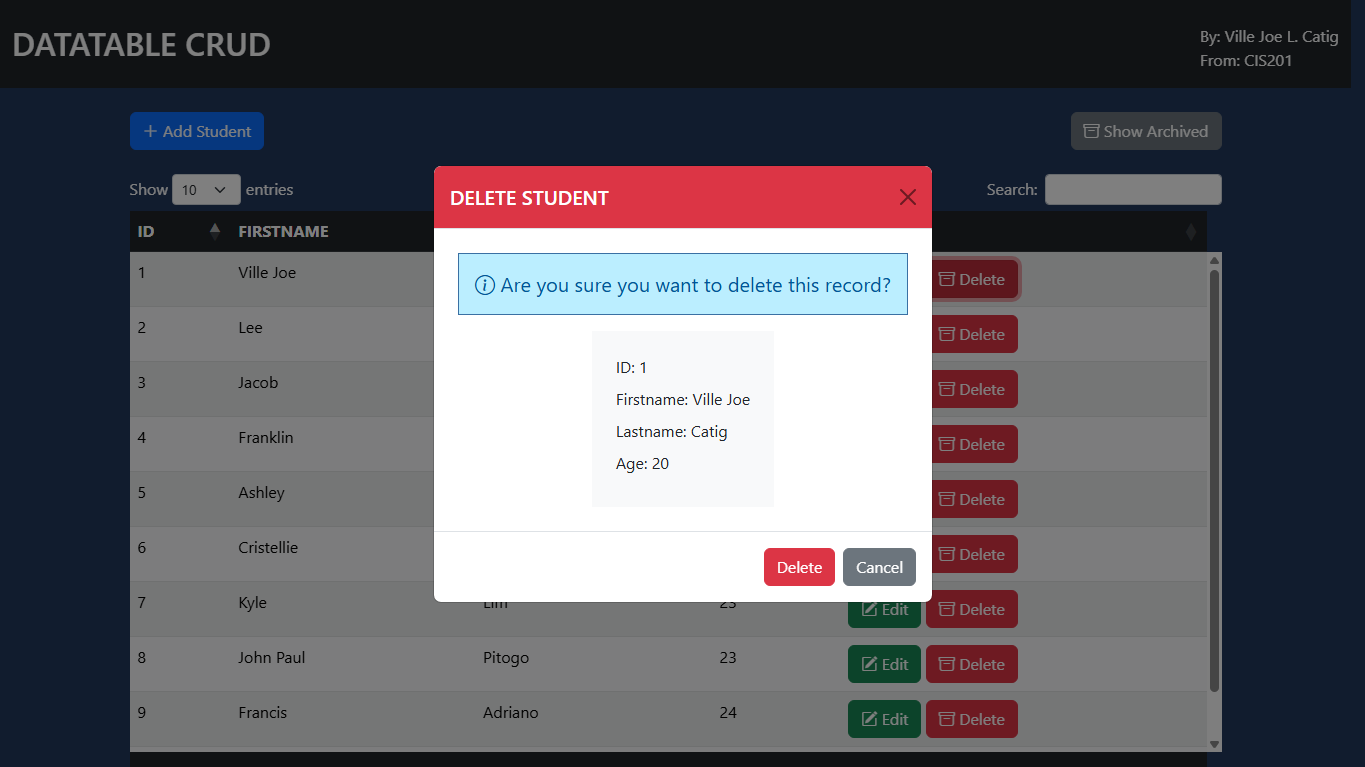 DATATABLE CRUD
By: Ville Joe L. Catig
From: CIS201
+ Add Student
Show Archived
Show 10 entries
Search:
ID FIRSTNAME
DELETE STUDENT
Are you sure you want to delete this record?
ID: 1
Firstname: Ville Joe
Lastname: Catig
Age: 20
Delete Cancel
1 Ville Joe Delete
2 Lee Delete
3 Jacob Delete
4 Franklin Delete
5 Ashley Delete
6 Cristellie Delete
7 Kyle Lim 23 Edit Delete
8 John Paul Pitogo 23 Edit Delete
9 Francis Adriano 24 Edit Delete